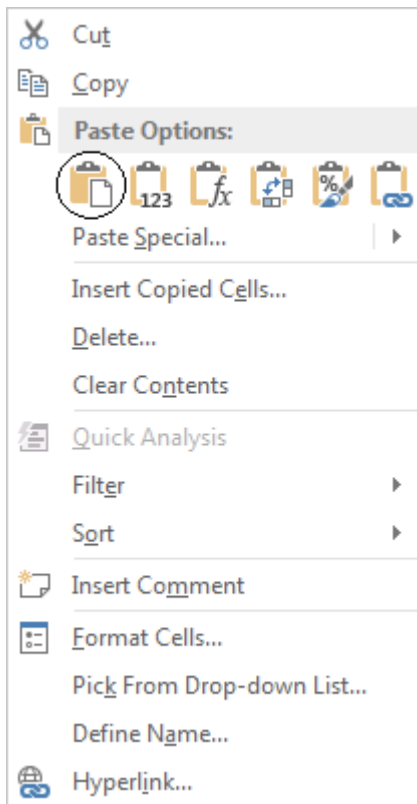 Cut
Copy
Paste Options:
123 fx %
Paste Special...
Insert Copied Cells...
Delete...
Clear Contents
Quick Analysis
Filter
Sort
Insert Comment
Format Cells...
Pick From Drop-down List...
Define Name...
Hyperlink...